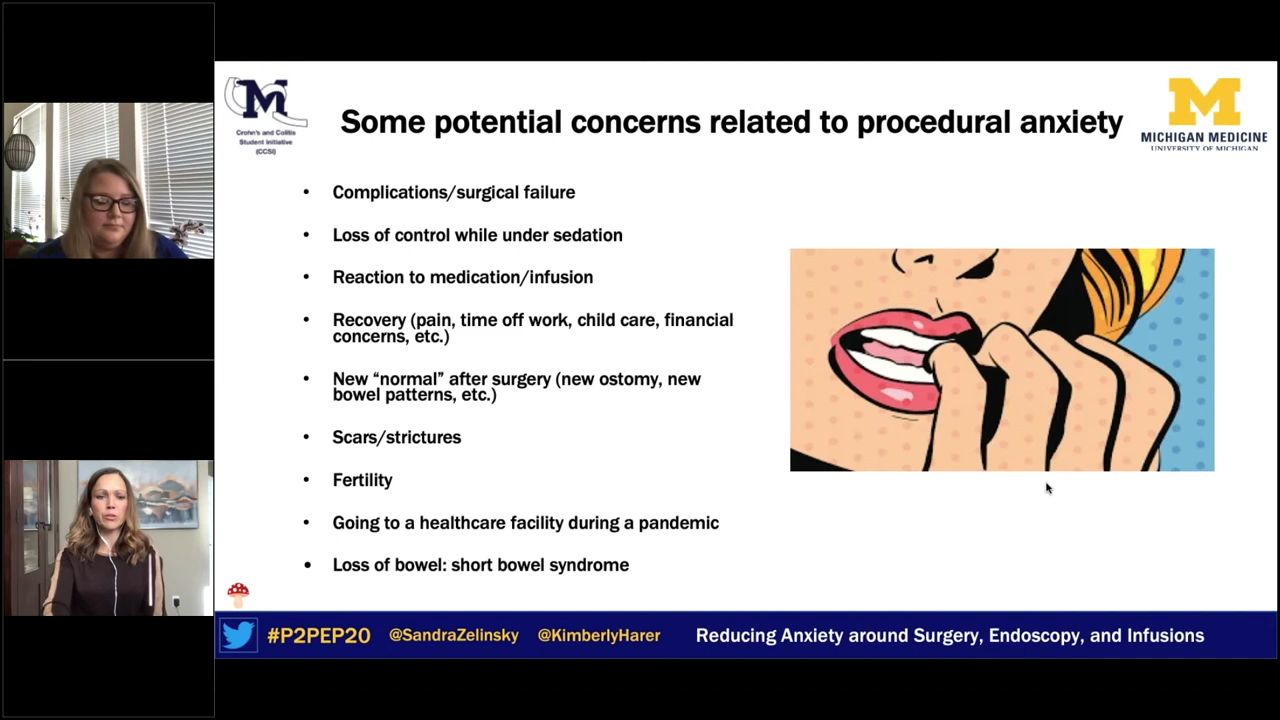 M
Crohn's and Colitis
Student Initiative
(CCSI)
Some potential concerns related to procedural anxiety
M
MICHIGAN MEDICINE
UNIVERSITY OF MICHIGAN
• Complications/surgical failure
• Loss of control while under sedation
• Reaction to medication/infusion
• Recovery (pain, time off work, child care, financial
concerns, etc.)
• New “normal” after surgery (new ostomy, new
bowel patterns, etc.)
• Scars/strictures
• Fertility
• Going to a healthcare facility during a pandemic
• Loss of bowel: short bowel syndrome
#P2PEP20 @SandraZelinsky @KimberlyHarer Reducing Anxiety around Surgery, Endoscopy, and Infusions